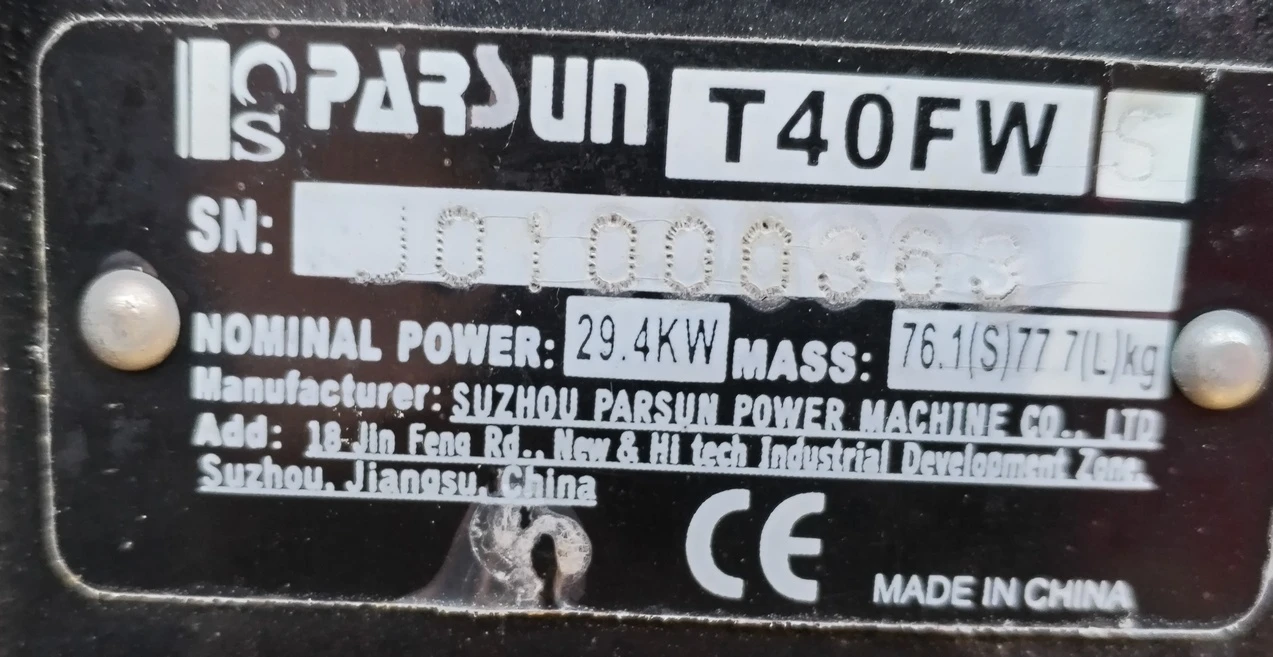 PARSUN T40FW S
SN: J01000363
NOMINAL POWER: 29.4KW MASS: 76.1(S)77.7(L)kg
Manufacturer: SUZHOU PARSUN POWER MACHINE CO., LTD
Add: 18 Jin Feng Rd., New & Hi tech Industrial Development Zone,
Suzhou, Jiangsu, China
CE
MADE IN CHINA